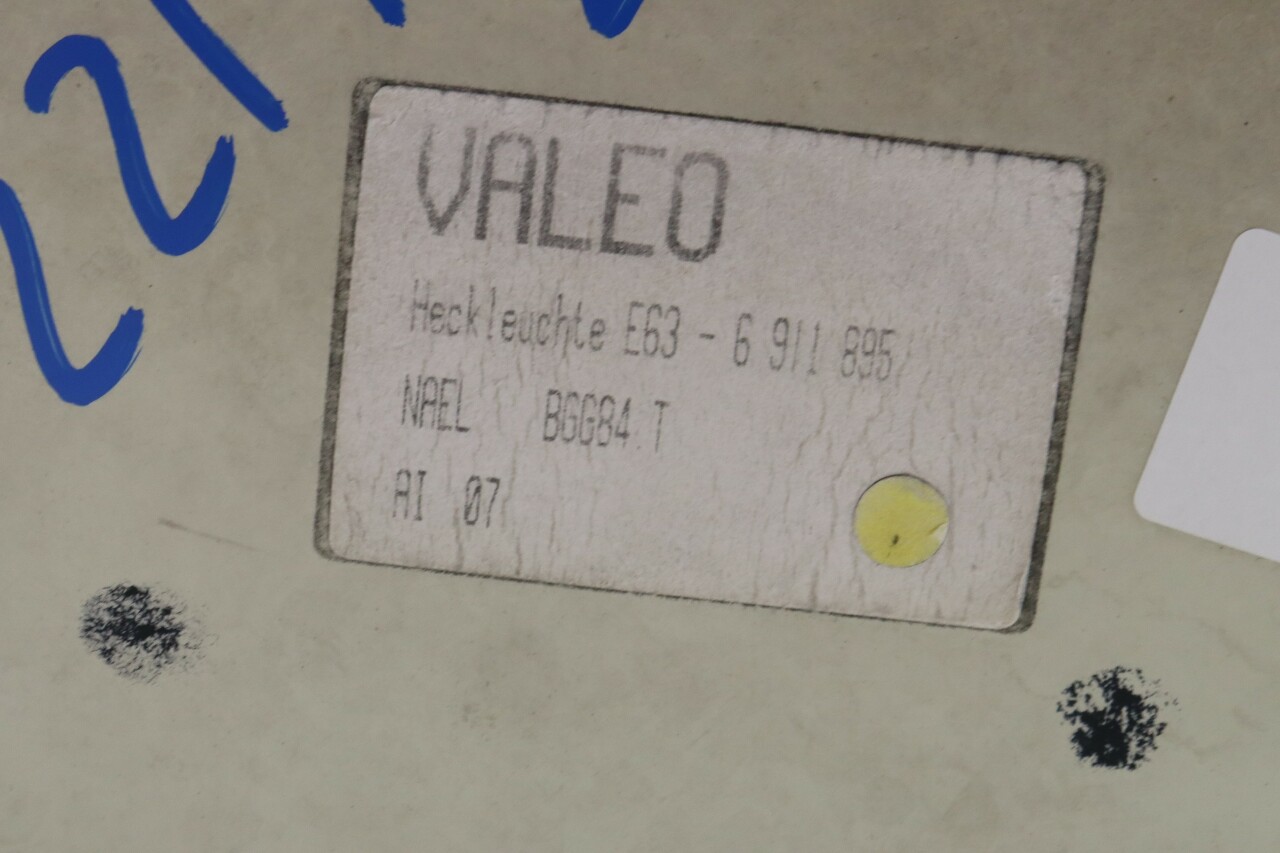 VALEO
Heckleuchte E63 - 6 911 895
NAEL BGG84 T
AI 07